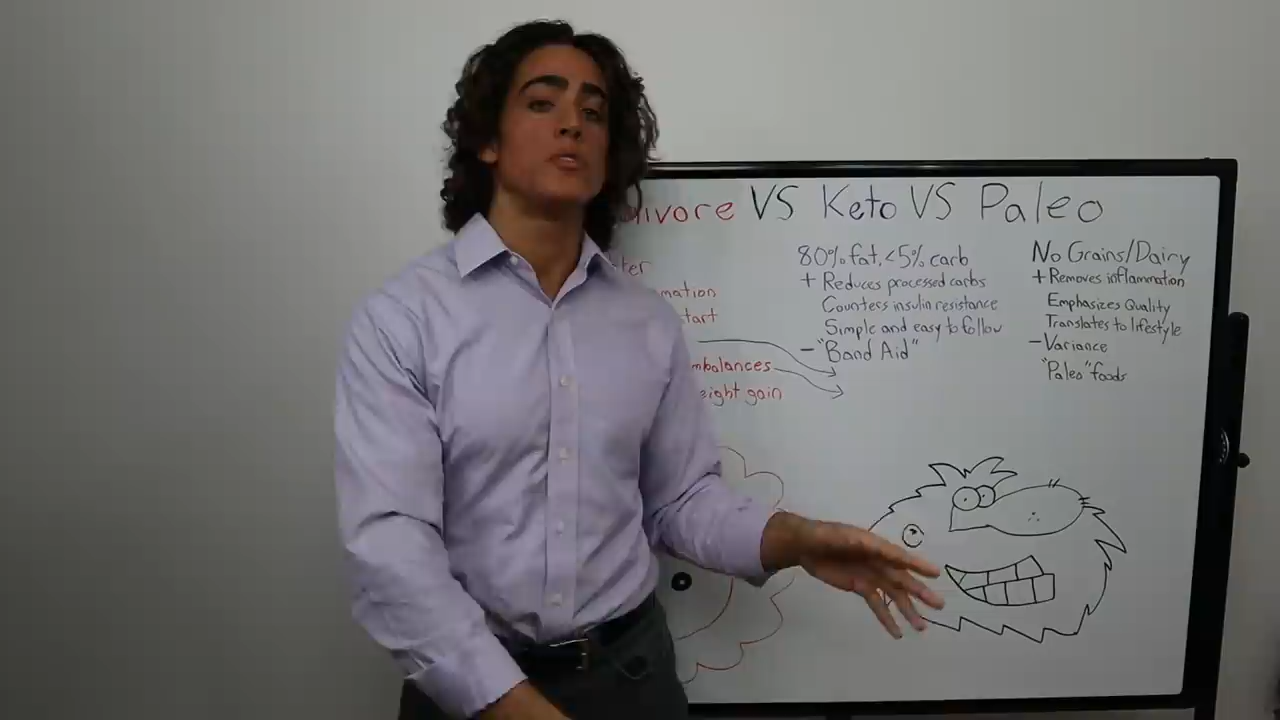 nivore VS Keto VS Paleo
ter
mation
tart
mbalances
eight gain
80% fat, <5% carb
+ Reduces processed carbs
Counters insulin resistance
Simple and easy to follow
- "Band Aid"
No Grains/Dairy
+ Removes inflammation
Emphasizes Quality
Translates to lifestyle
- Variance
"Paleo" foods